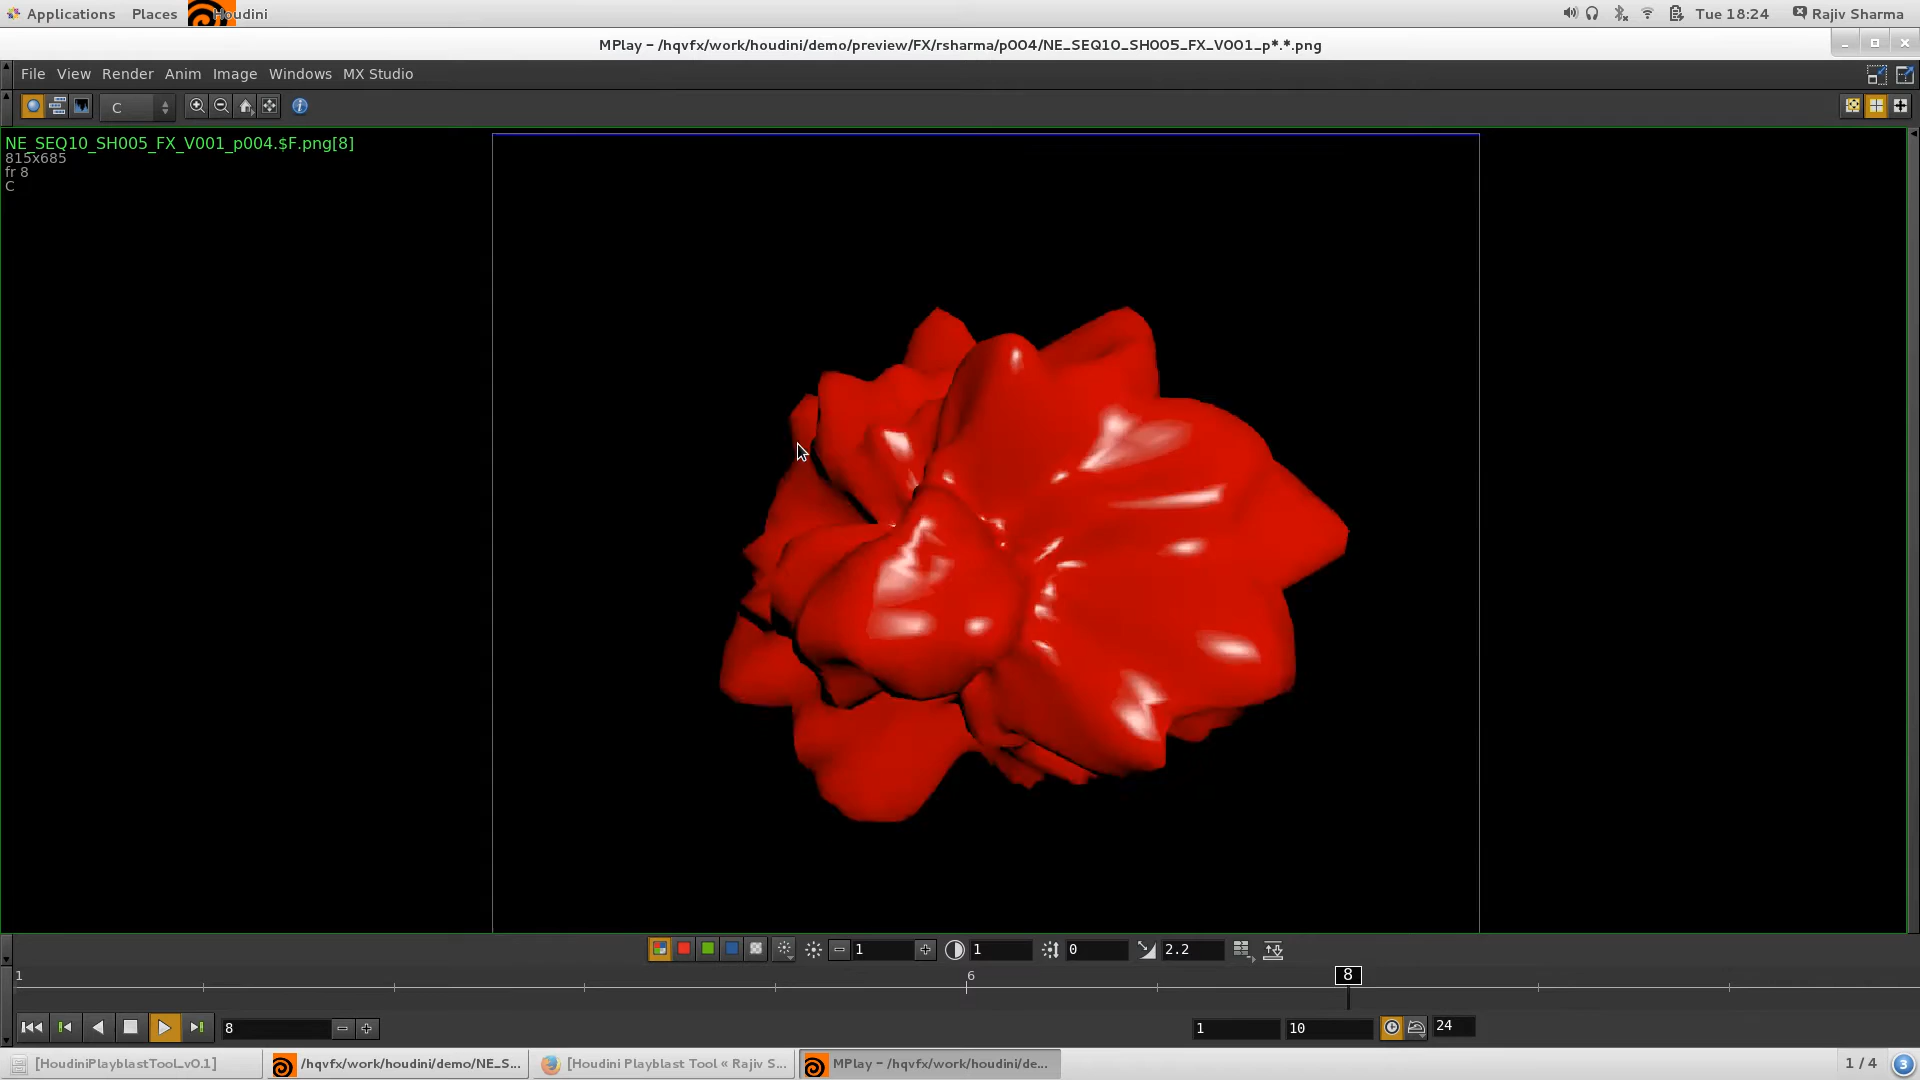 Applications Places Houdini Tue 18:24 Rajiv Sharma
MPlay – /hqvfx/work/houdini/demo/preview/FX/rsharma/p004/NE_SEQ10_SH005_FX_V001_p*.*.png
File View Render Anim Image Windows MX Studio
C
NE_SEQ10_SH005_FX_V001_p004.$F.png[8]
815x685
fr 8
C
1 1 0 2.2
1 6 8
8 1 10 24
[HoudiniPlayblastTool_v0.1] /hqvfx/work/houdini/demo/NE_S... [Houdini Playblast Tool « Rajiv S... MPlay – /hqvfx/work/houdini/de... 1 / 4 3